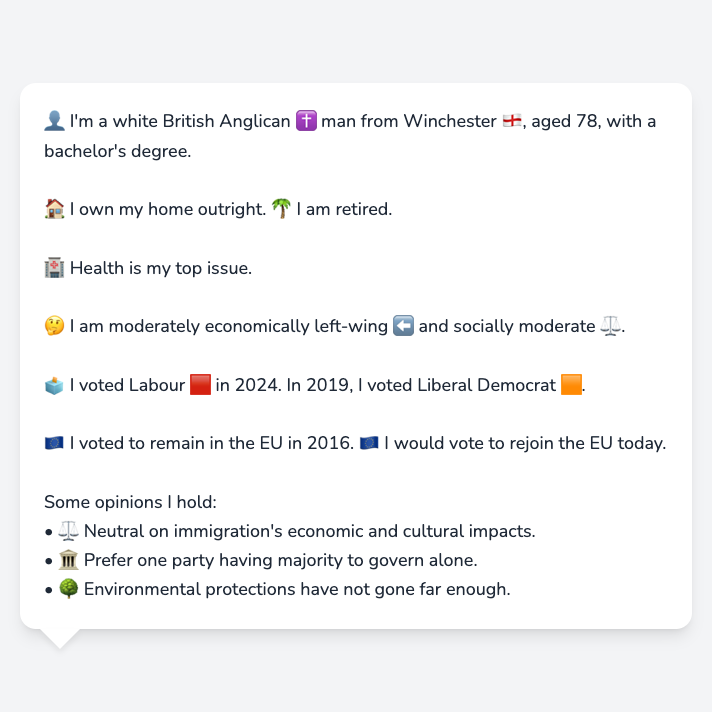 👤 I'm a white British Anglican ✝️ man from Winchester 🏴󠁧󠁢󠁥󠁮󠁧󠁿, aged 78, with a
bachelor's degree.
🏠 I own my home outright. 🌴 I am retired.
🏥 Health is my top issue.
🤔 I am moderately economically left-wing ⬅️ and socially moderate ⚖️.
🗳️ I voted Labour 🟥 in 2024. In 2019, I voted Liberal Democrat 🟧.
🇪🇺 I voted to remain in the EU in 2016. 🇪🇺 I would vote to rejoin the EU today.
Some opinions I hold:
• ⚖️ Neutral on immigration's economic and cultural impacts.
• 🏛️ Prefer one party having majority to govern alone.
• 🌳 Environmental protections have not gone far enough.